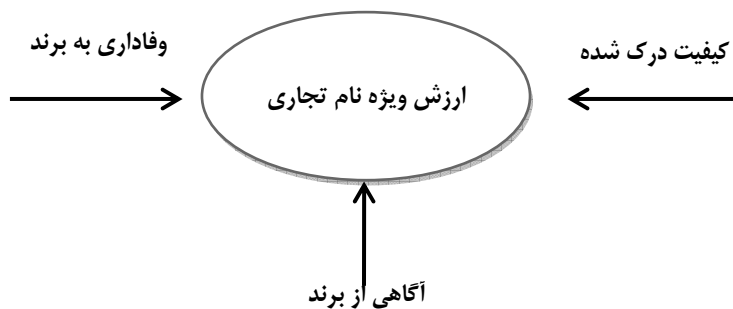 وفاداری به برند
کیفیت درک شده
ارزش ویژه نام تجاری
آگاهی از برند